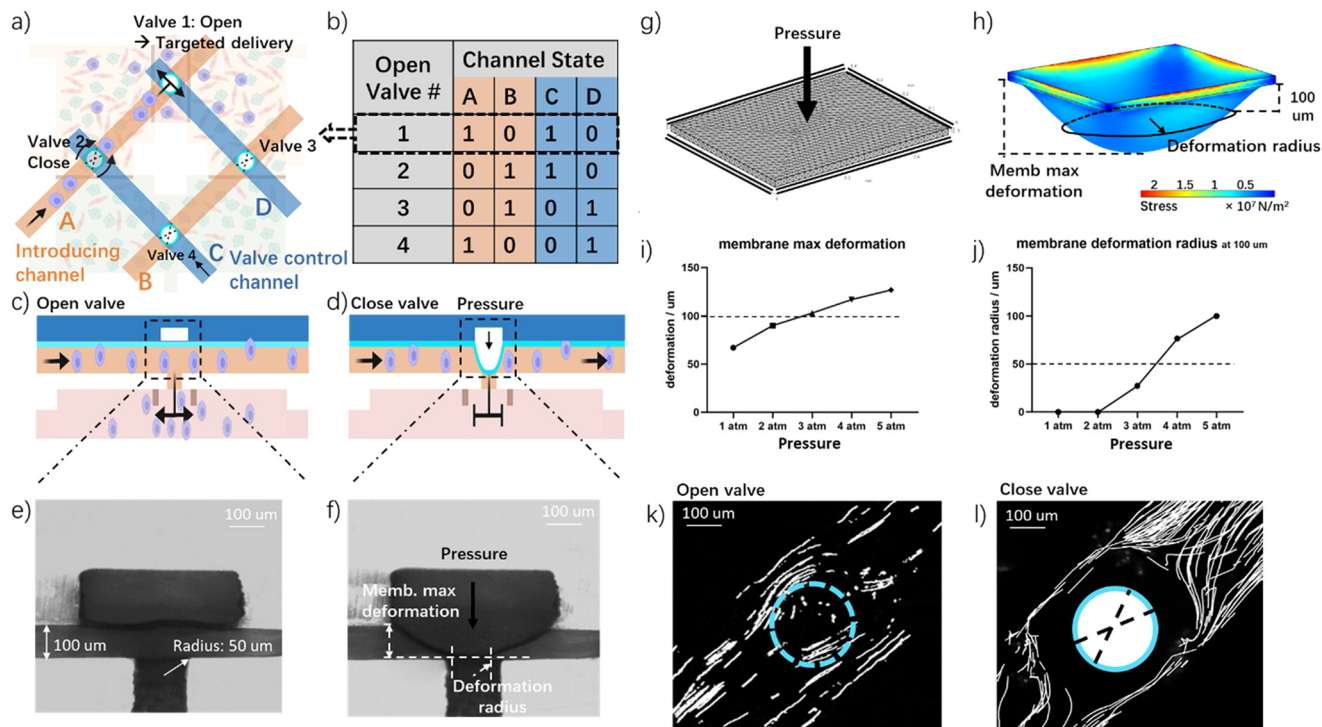 a)
Valve 1: Open
→ Targeted delivery
Valve 2
Close
Valve 3
Valve 4
A
B
C
D
Introducing
channel
Valve control
channel
b)
Open
Valve #
Channel State
A B C D
1 1 0 1 0
2 0 1 1 0
3 0 1 0 1
4 1 0 0 1
c) Open valve
d) Close valve
Pressure
e)
100 um
100 um
Radius: 50 um
f)
100 um
Pressure
Memb. max
deformation
Deformation
radius
g)
Pressure
h)
100
um
Deformation radius
Memb max
deformation
2 1.5 1 0.5
Stress × 10⁷ N/m²
i)
membrane max deformation
deformation / um
150
100
50
0
1 atm 2 atm 3 atm 4 atm 5 atm
Pressure
j)
membrane deformation radius at 100 um
deformation radius / um
150
100
50
0
1 atm 2 atm 3 atm 4 atm 5 atm
Pressure
Open valve
k)
100 um
Close valve
l)
100 um